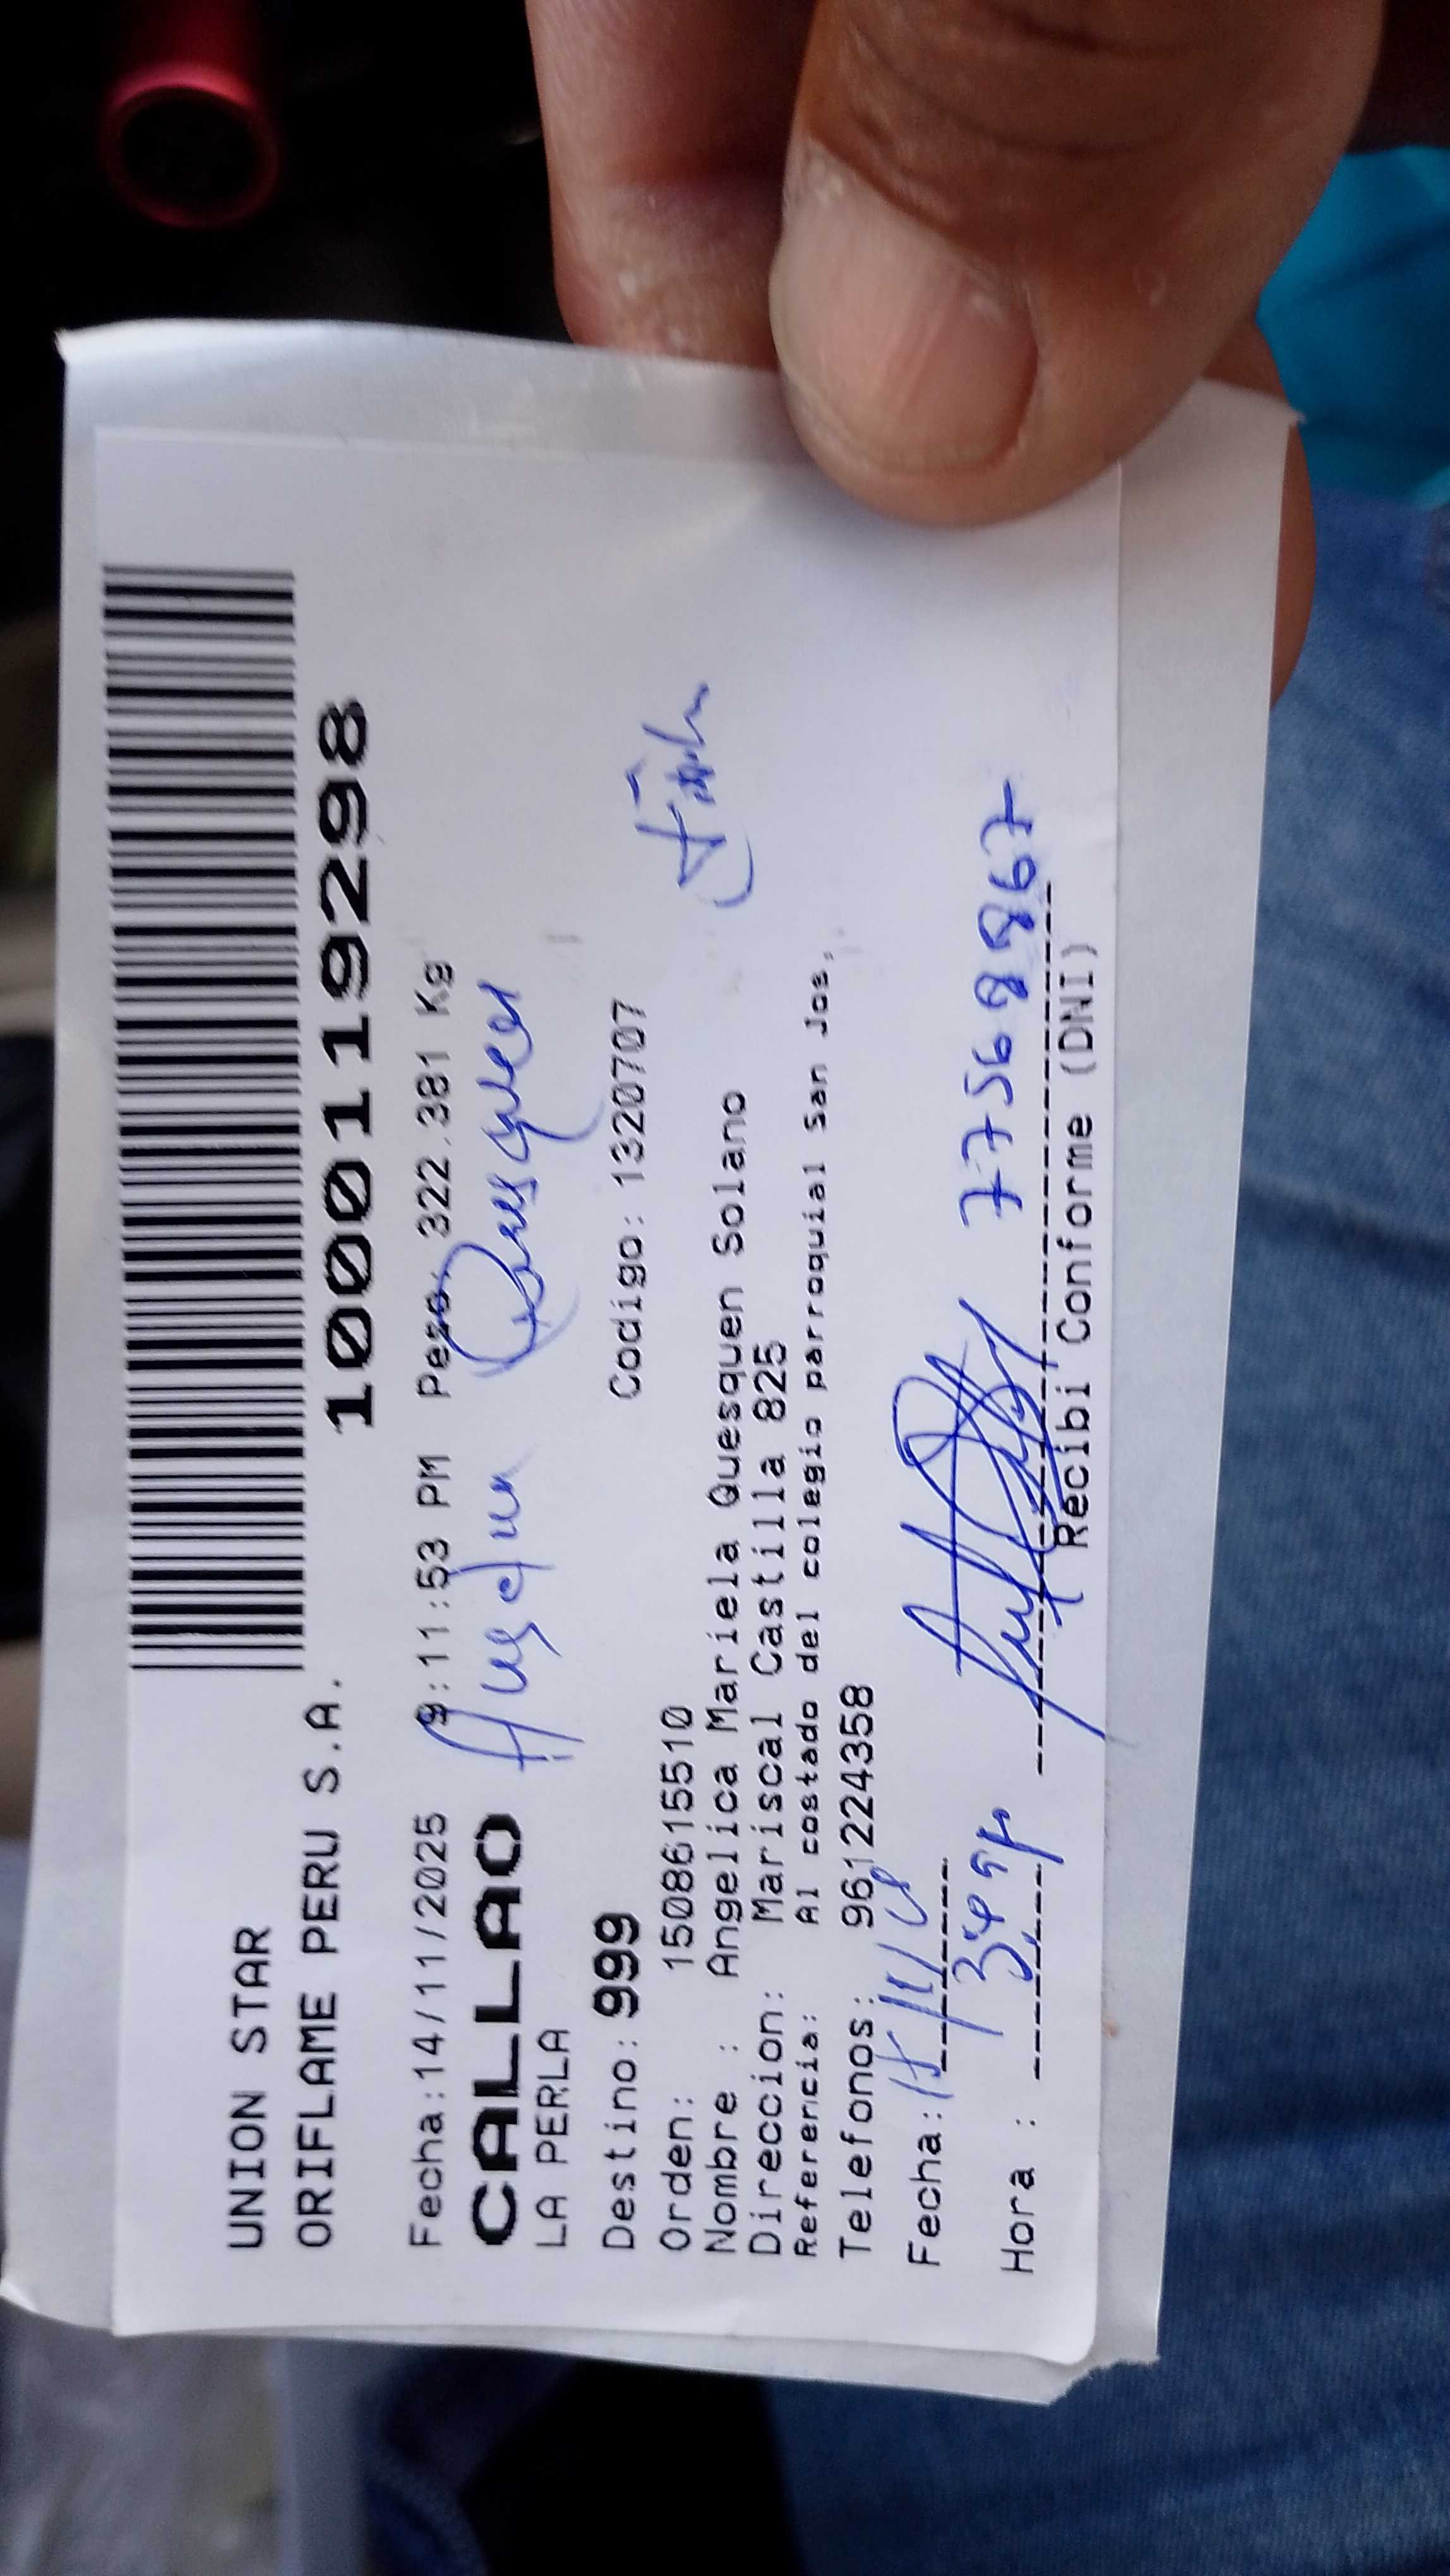 UNION STAR
ORIFLAME PERU S.A.
1000119298
Fecha:14/11/2025 9:11:53 PM Peso: 322.381 Kg
CALLAO
LA PERLA
Quesquen
Destino: 999 Codigo: 1320707
Orden: 1508615510
Nombre : Angelica Mariela Quesquen Solano
Direccion: Mariscal Castilla 825
Referencia: Al costado del colegio parroquial San Jos,
Telefonos: 961224358
Fecha:
77568867
Hora :
Recibi Conforme (DNI)